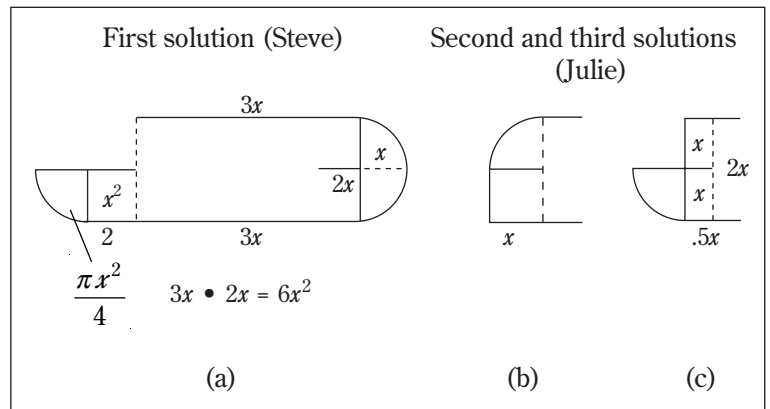 First solution (Steve)
Second and third solutions
(Julie)
3x
x
2x
x²
2
3x
πx²
4
3x • 2x = 6x²
(a)
x
(b)
x
2x
x
.5x
(c)